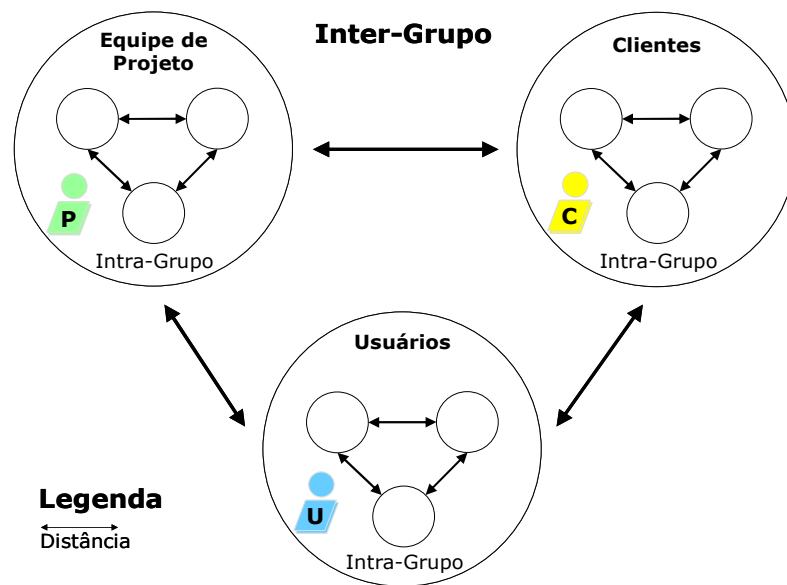 Inter-Grupo
Equipe de
Projeto
P
Intra-Grupo
Clientes
C
Intra-Grupo
Usuários
U
Intra-Grupo
Legenda
Distância